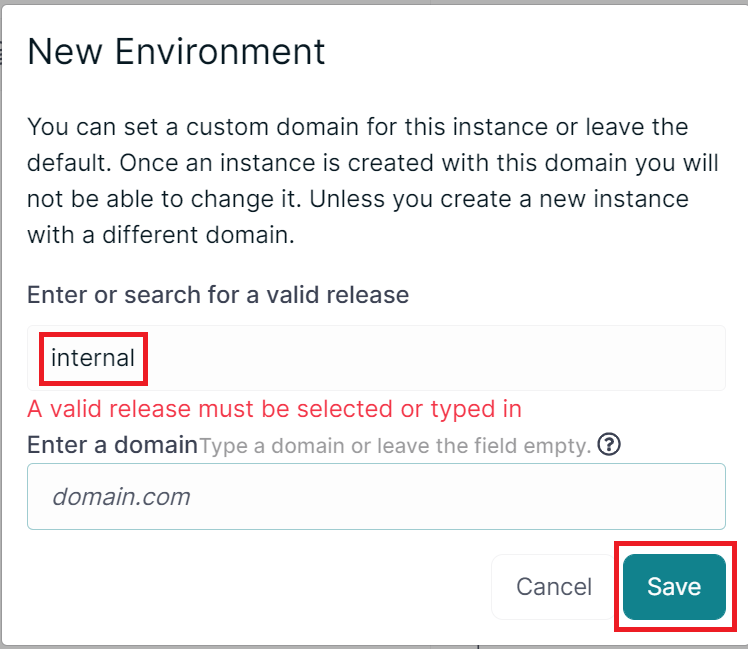 New Environment
You can set a custom domain for this instance or leave the
default. Once an instance is created with this domain you will
not be able to change it. Unless you create a new instance
with a different domain.
Enter or search for a valid release
internal
A valid release must be selected or typed in
Enter a domainType a domain or leave the field empty. ?
domain.com
Cancel Save